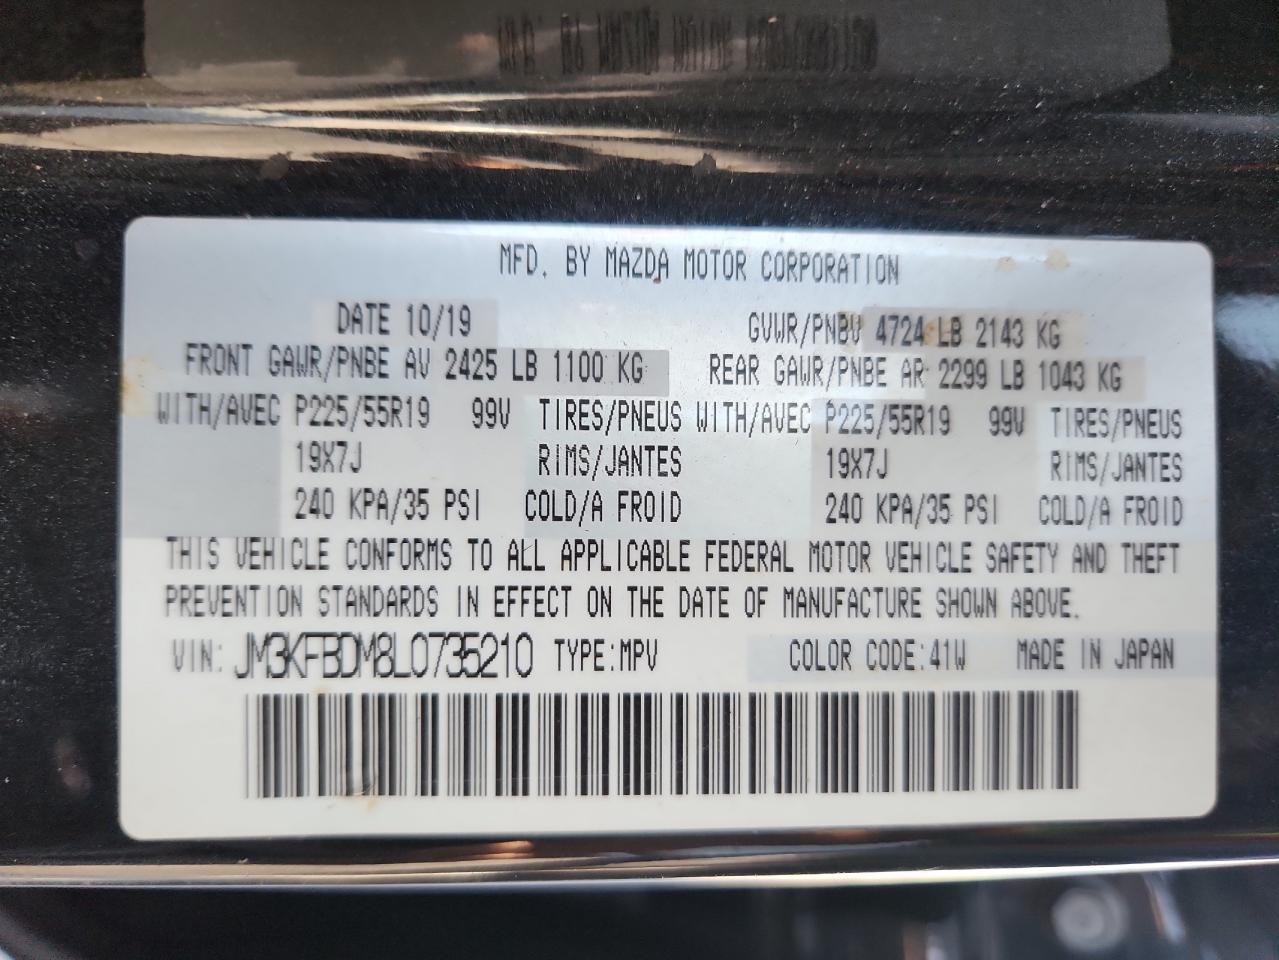 MFD. BY MAZDA MOTOR CORPORATION
DATE 10/19 GVWR/PNBV 4724 LB 2143 KG
FRONT GAWR/PNBE AV 2425 LB 1100 KG REAR GAWR/PNBE AR 2299 LB 1043 KG
WITH/AVEC P225/55R19 99V TIRES/PNEUS WITH/AVEC P225/55R19 99V TIRES/PNEUS
19X7J RIMS/JANTES 19X7J RIMS/JANTES
240 KPA/35 PSI COLD/A FROID 240 KPA/35 PSI COLD/A FROID
THIS VEHICLE CONFORMS TO ALL APPLICABLE FEDERAL MOTOR VEHICLE SAFETY AND THEFT
PREVENTION STANDARDS IN EFFECT ON THE DATE OF MANUFACTURE SHOWN ABOVE.
VIN: JM3KFBDM8L0735210 TYPE:MPV COLOR CODE:41W MADE IN JAPAN